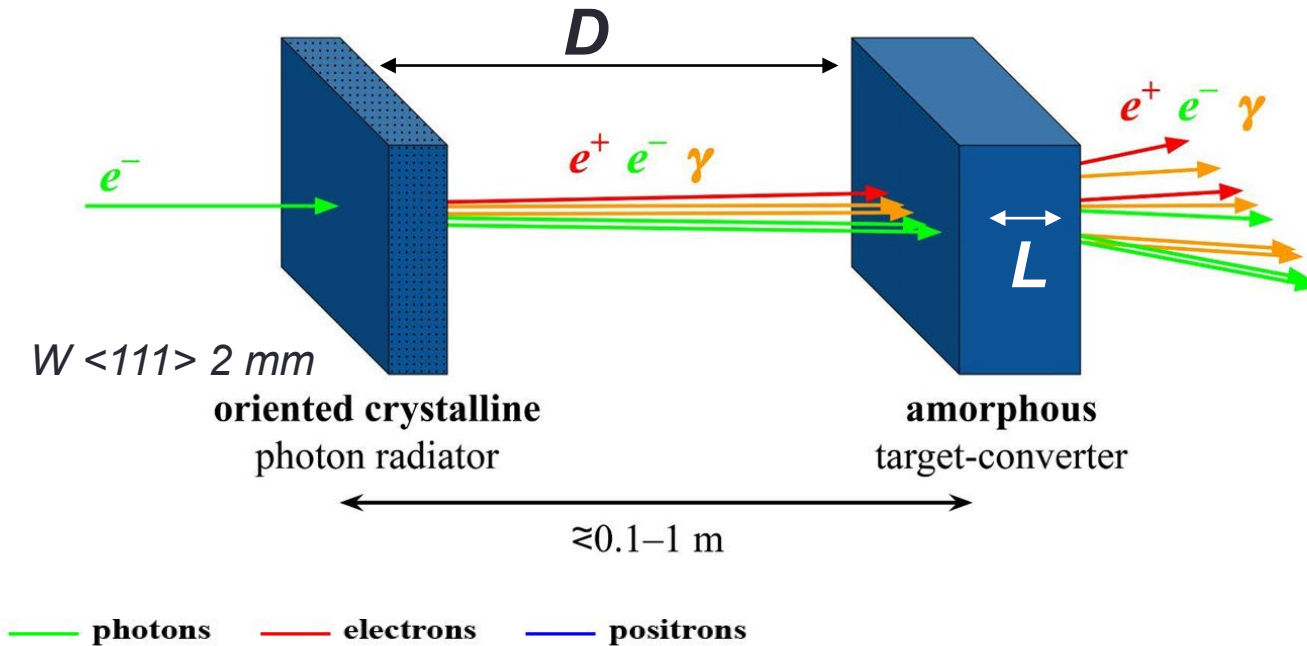 D
e⁺ e⁻ γ
e⁻
e⁺ e⁻ γ
L
W <111> 2 mm
oriented crystalline
photon radiator
amorphous
target-converter
≳0.1–1 m
photons electrons positrons